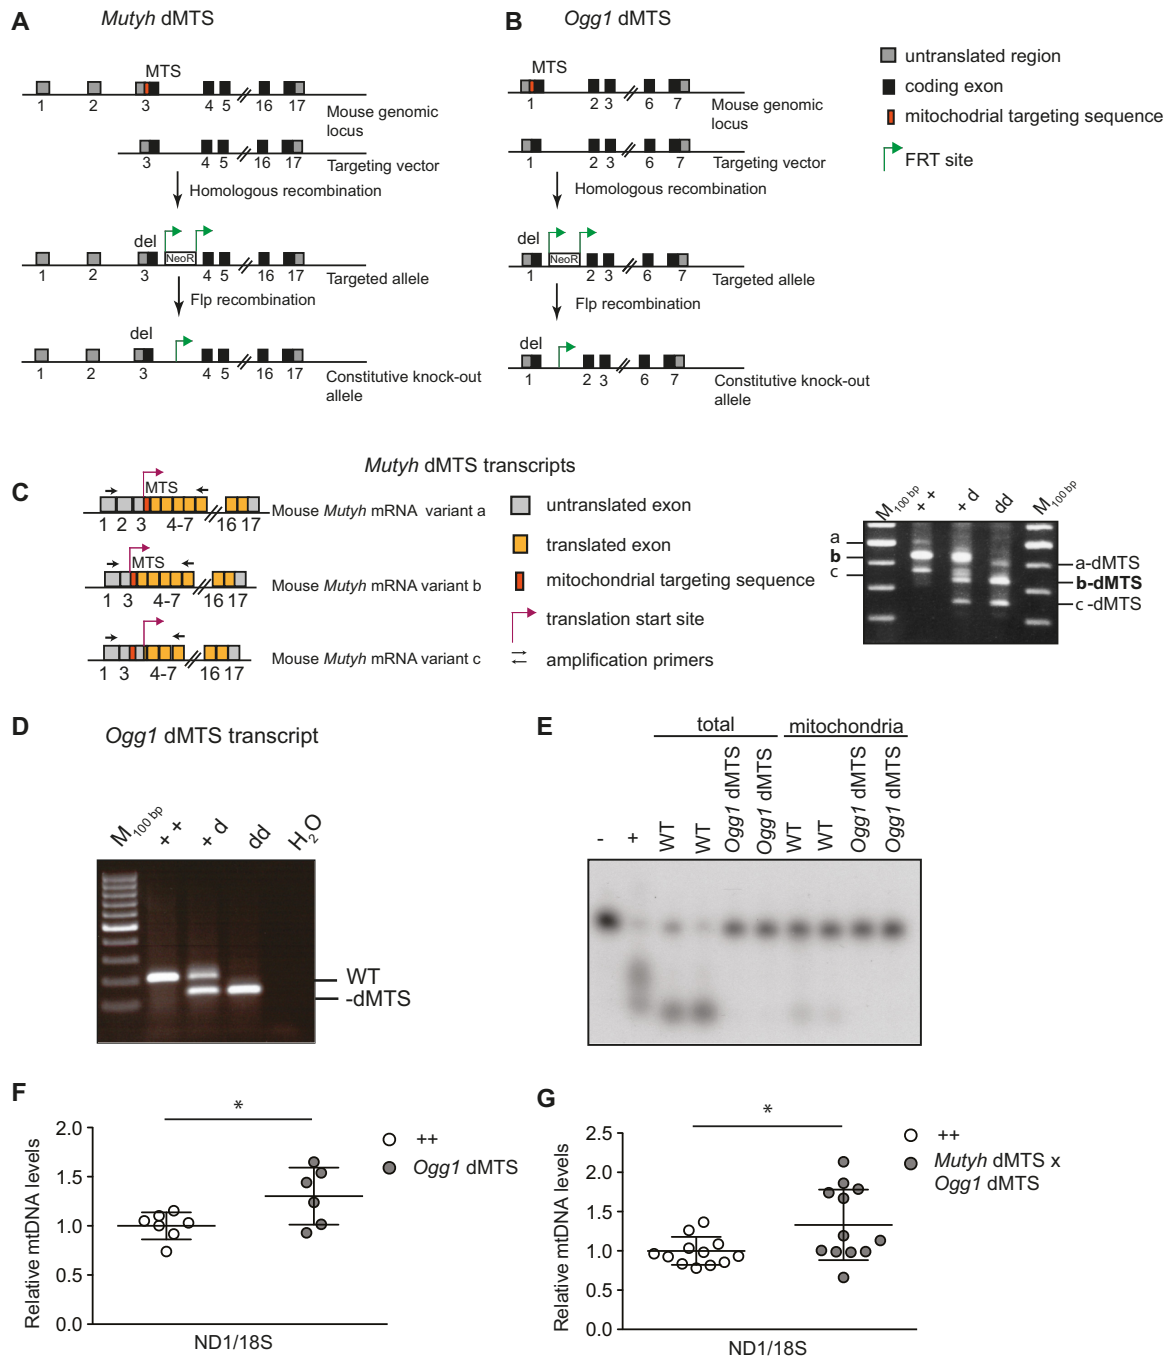 A
Mutyh dMTS
MTS
1 2 3 4 5 16 17
Mouse genomic
locus
3 4 5 16 17
Targeting vector
Homologous recombination
del
NeoR
1 2 3 4 5 16 17
Targeted allele
Flp recombination
del
1 2 3 4 5 16 17
Constitutive knock-out
allele
B
Ogg1 dMTS
MTS
1 2 3 6 7
Mouse genomic
locus
1 2 3 6 7
Targeting vector
Homologous recombination
del
NeoR
1 2 3 6 7
Targeted allele
Flp recombination
del
1 2 3 6 7
Constitutive knock-out
allele
untranslated region
coding exon
mitochodrial targeting sequence
FRT site
C
Mutyh dMTS transcripts
MTS
1 2 3 4-7 16 17
Mouse Mutyh mRNA variant a
MTS
1 3 4-7 16 17
Mouse Mutyh mRNA variant b
1 3 4-7 16 17
Mouse Mutyh mRNA variant c
untranslated exon
translated exon
mitochondrial targeting sequence
translation start site
amplification primers
M100 bp ++ +d dd M100 bp
a
b
c
a-dMTS
b-dMTS
c-dMTS
D
Ogg1 dMTS transcript
M100 bp ++ +d dd H2O
WT
-dMTS
E
total mitochondria
- + WT WT Ogg1 dMTS Ogg1 dMTS WT WT Ogg1 dMTS Ogg1 dMTS
F
Relative mtDNA levels
2.0
1.5
1.0
0.5
0.0
*
ND1/18S
++
Ogg1 dMTS
G
Relative mtDNA levels
2.5
2.0
1.5
1.0
0.5
0.0
*
ND1/18S
++
Mutyh dMTS x
Ogg1 dMTS